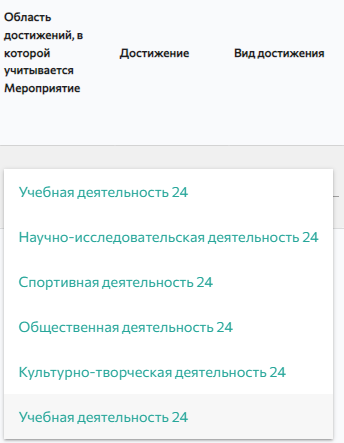 Область
достижений, в
которой
учитывается
Мероприятие
Достижение
Вид достижения
Учебная деятельность 24
Научно-исследовательская деятельность 24
Спортивная деятельность 24
Общественная деятельность 24
Культурно-творческая деятельность 24
Учебная деятельность 24